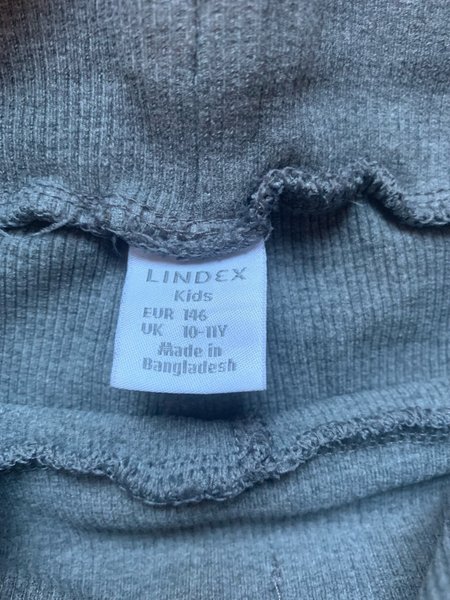 LINDEX
Kids
EUR 146
UK 10-11Y
Made in
Bangladesh